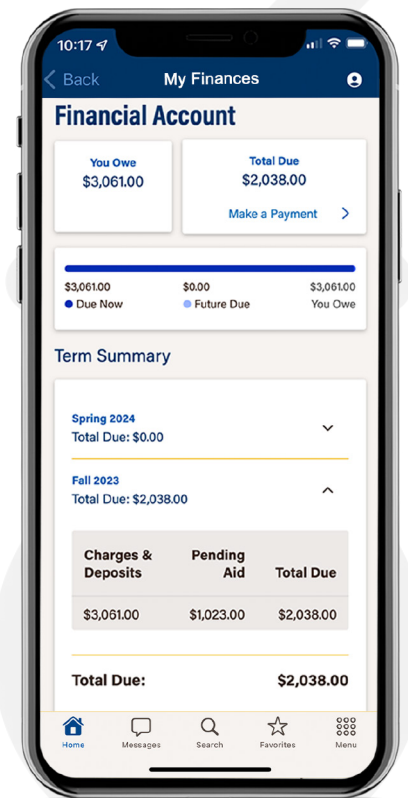 10:17
Back
My Finances
Financial Account
You Owe
$3,061.00
Total Due
$2,038.00
Make a Payment
$3,061.00
$0.00
$3,061.00
Due Now
Future Due
You Owe
Term Summary
Spring 2024
Total Due: $0.00
Fall 2023
Total Due: $2,038.00
Charges & Deposits
Pending Aid
Total Due
$3,061.00
$1,023.00
$2,038.00
Total Due:
$2,038.00
Home
Messages
Search
Favorites
Menu